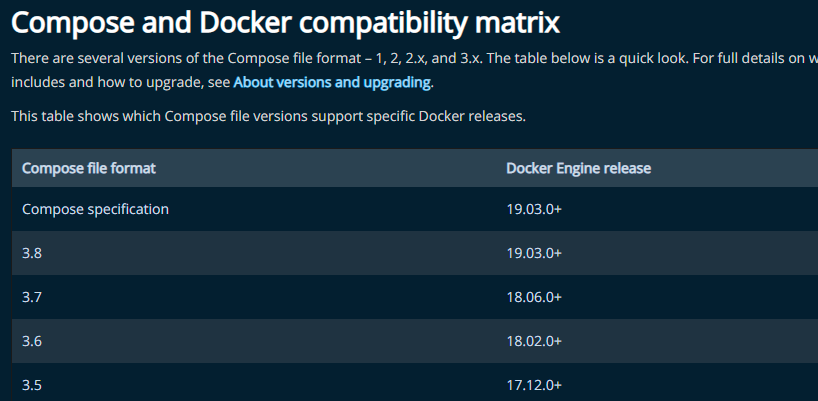 Compose and Docker compatibility matrix
There are several versions of the Compose file format – 1, 2, 2.x, and 3.x. The table below is a quick look. For full details on
includes and how to upgrade, see About versions and upgrading.
This table shows which Compose file versions support specific Docker releases.
Compose file format Docker Engine release
Compose specification 19.03.0+
3.8 19.03.0+
3.7 18.06.0+
3.6 18.02.0+
3.5 17.12.0+